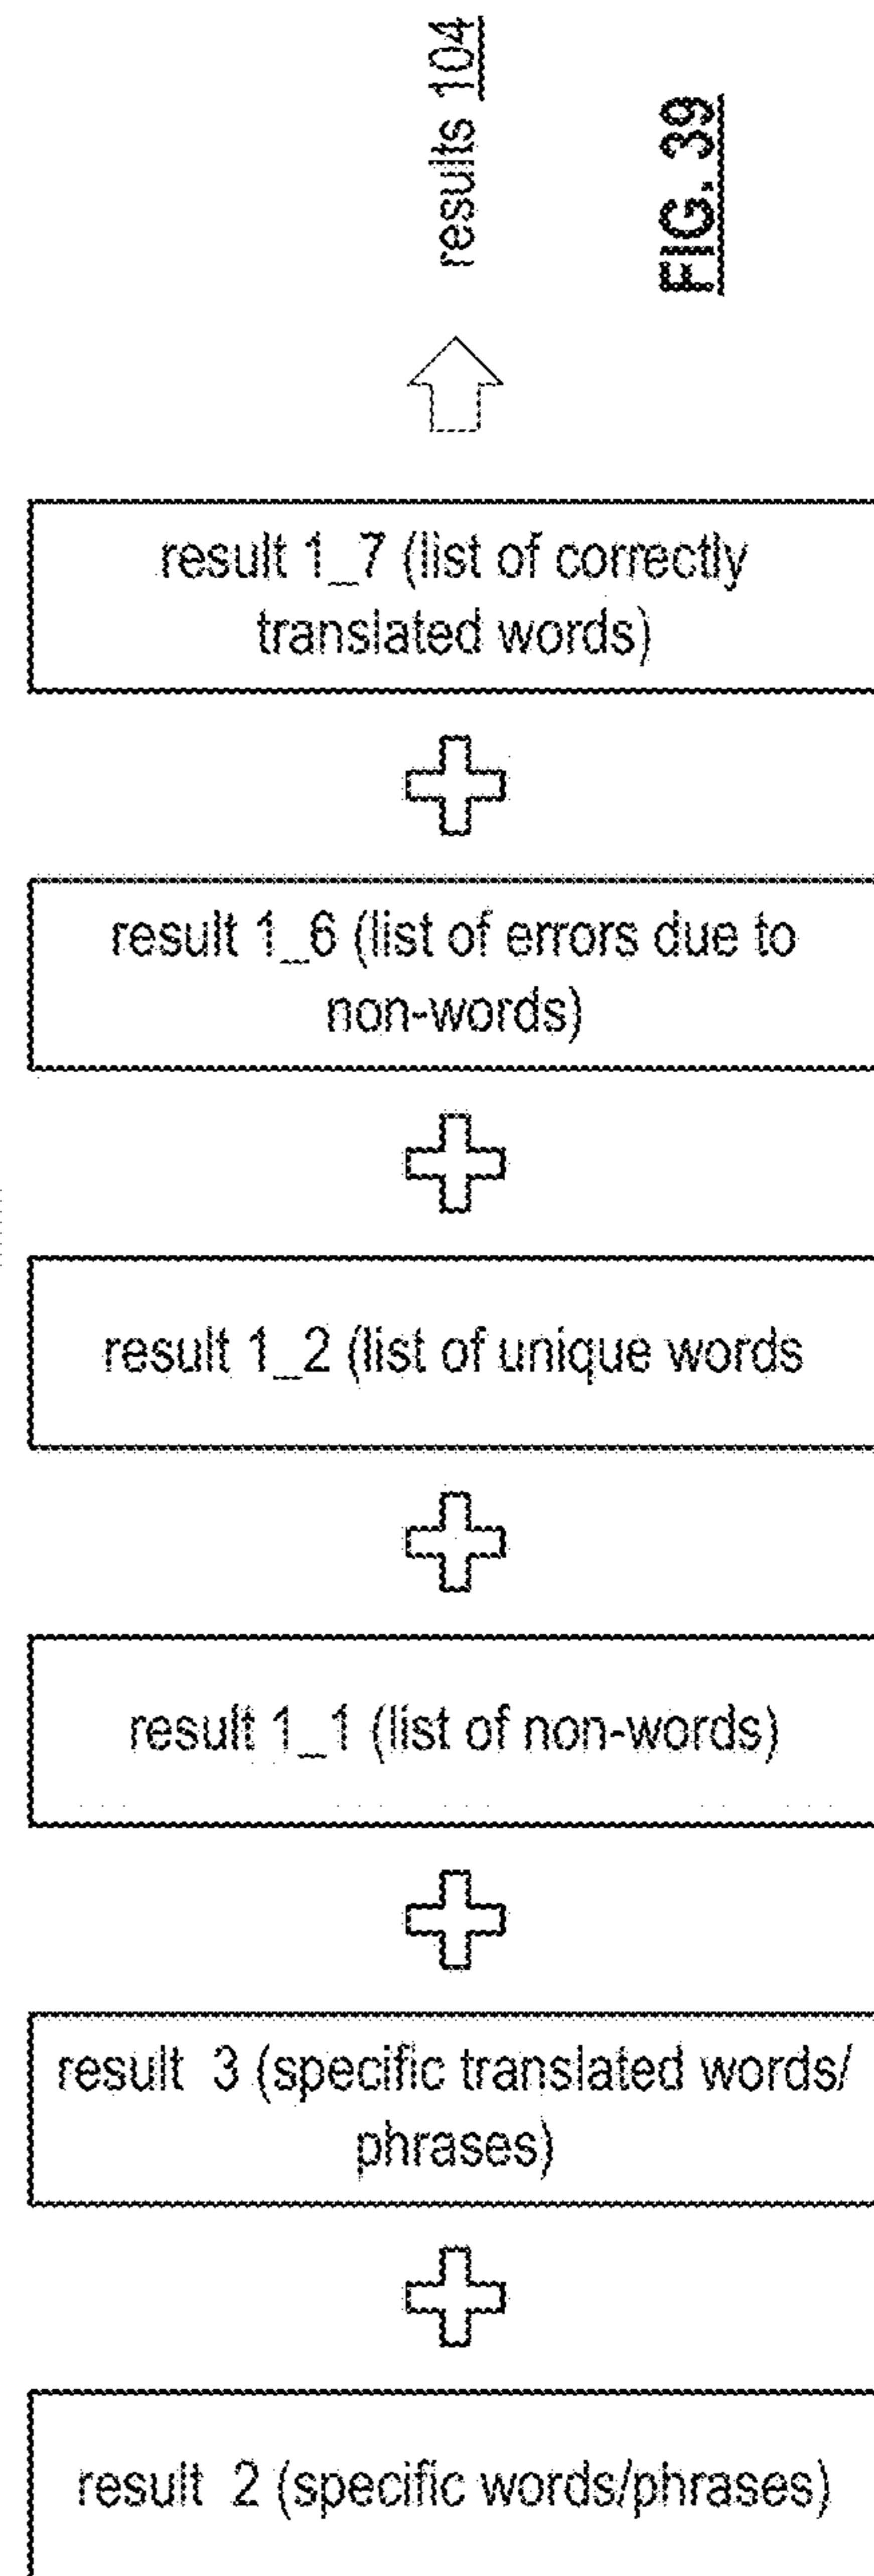 results 104
FIG. 39
result 1_7 (list of correctly
translated words)
result 1_6 (list of errors due to
non-words)
result 1_2 (list of unique words
result 1_1 (list of non-words)
result 3 (specific translated words/
phrases)
result 2 (specific words/phrases)